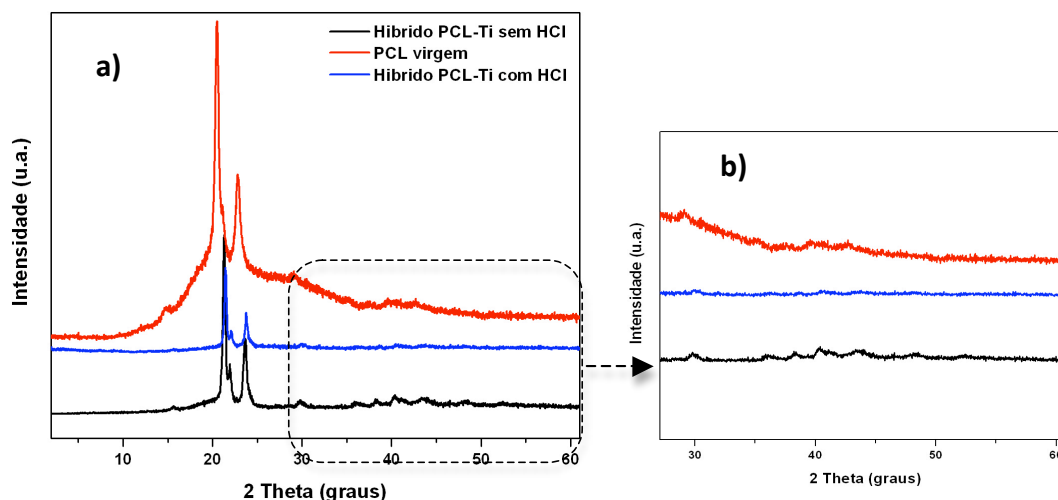 a)
Hibrido PCL-Ti sem HCl
PCL virgem
Hibrido PCL-Ti com HCl
Intensidade (u.a.)
10 20 30 40 50 60
2 Theta (graus)
b)
Intensidade (u.a.)
30 40 50 60
2 Theta (graus)